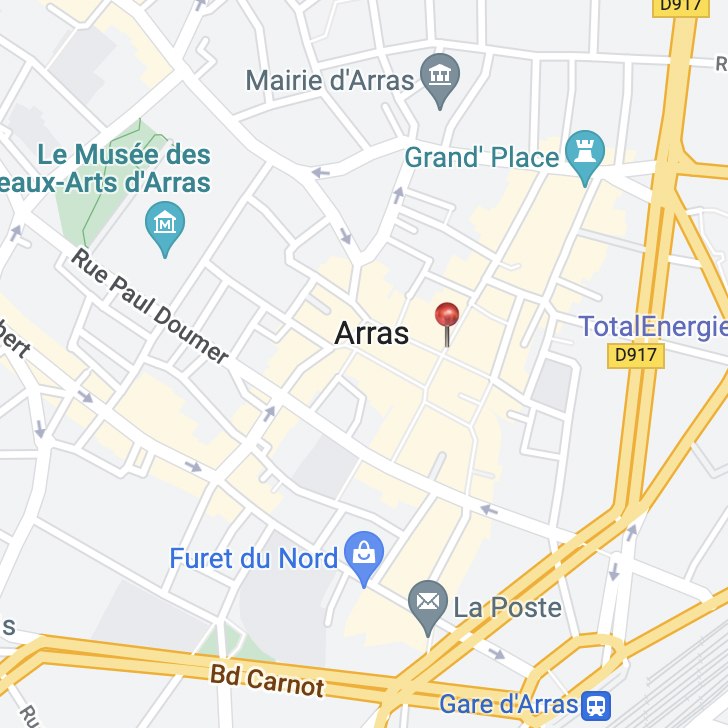 D917
R
Mairie d'Arras
Grand' Place
Le Musée des
eaux-Arts d'Arras
M
Rue Paul Doumer
bert
Arras
TotalEnergie
D917
Furet du Nord
La Poste
s
Bd Carnot
Gare d'Arras
Ru